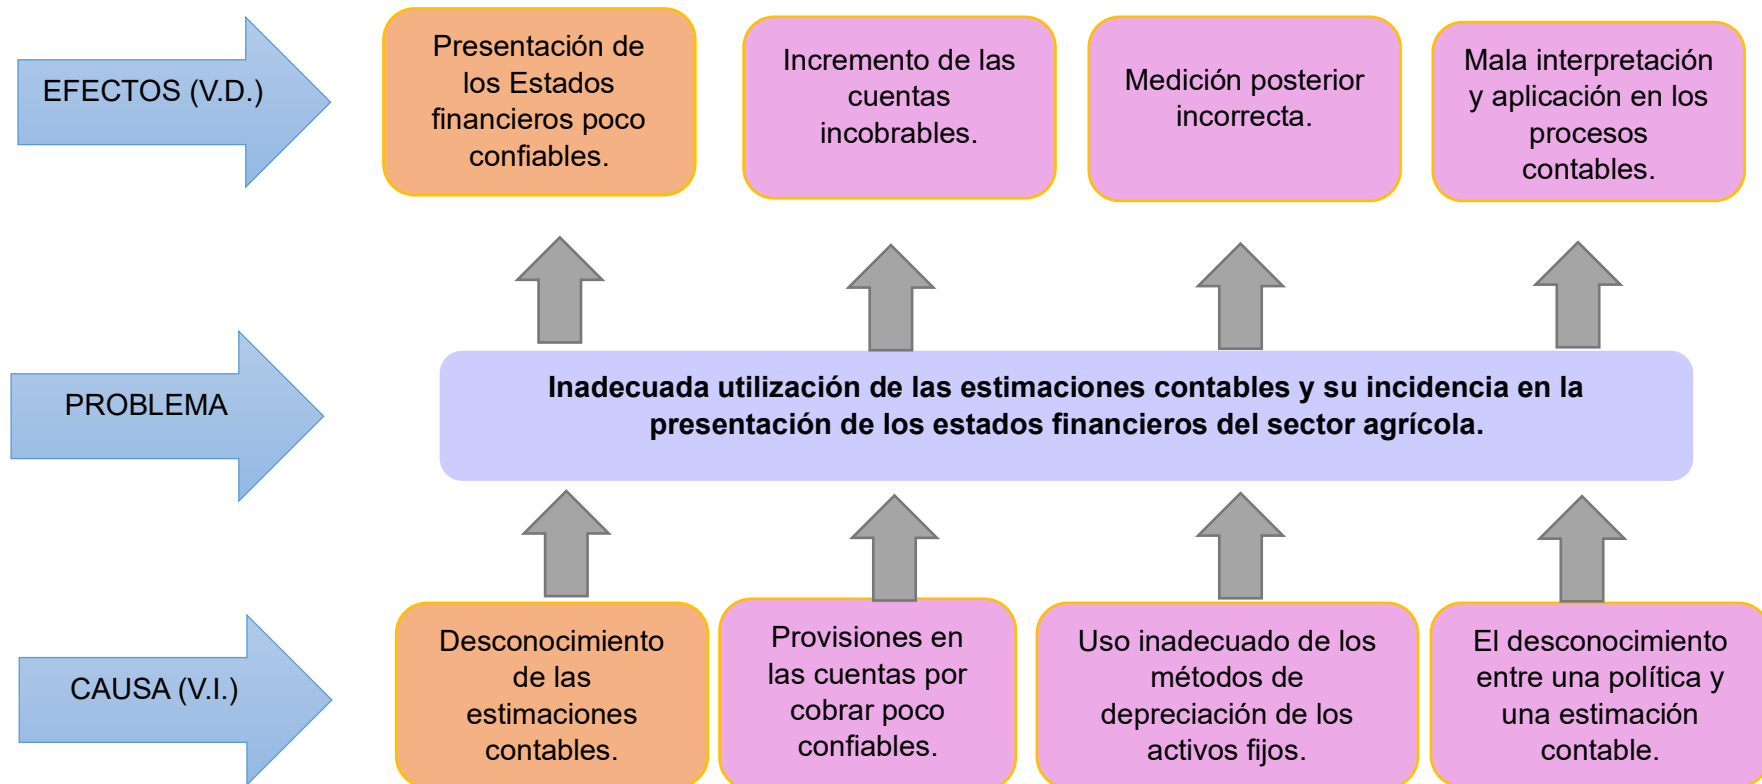 EFECTOS (V.D.)
Presentación de
los Estados
financieros poco
confiables.
Incremento de las
cuentas
incobrables.
Medición posterior
incorrecta.
Mala interpretación
y aplicación en los
procesos
contables.
PROBLEMA
Inadecuada utilización de las estimaciones contables y su incidencia en la
presentación de los estados financieros del sector agrícola.
CAUSA (V.I.)
Desconocimiento
de las
estimaciones
contables.
Provisiones en
las cuentas por
cobrar poco
confiables.
Uso inadecuado de los
métodos de
depreciación de los
activos fijos.
El desconocimiento
entre una política y
una estimación
contable.